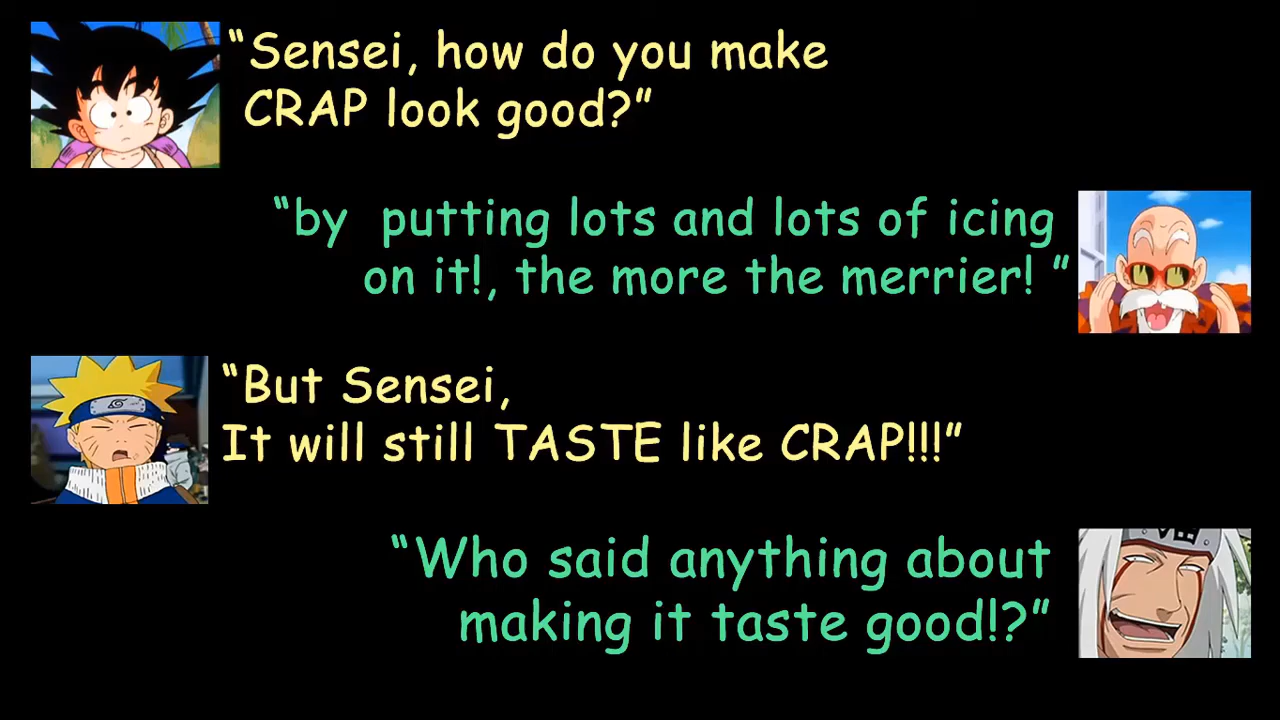 “Sensei, how do you make
CRAP look good?”
“by putting lots and lots of icing
on it!, the more the merrier! ”
“But Sensei,
It will still TASTE like CRAP!!!”
“Who said anything about
making it taste good!?”